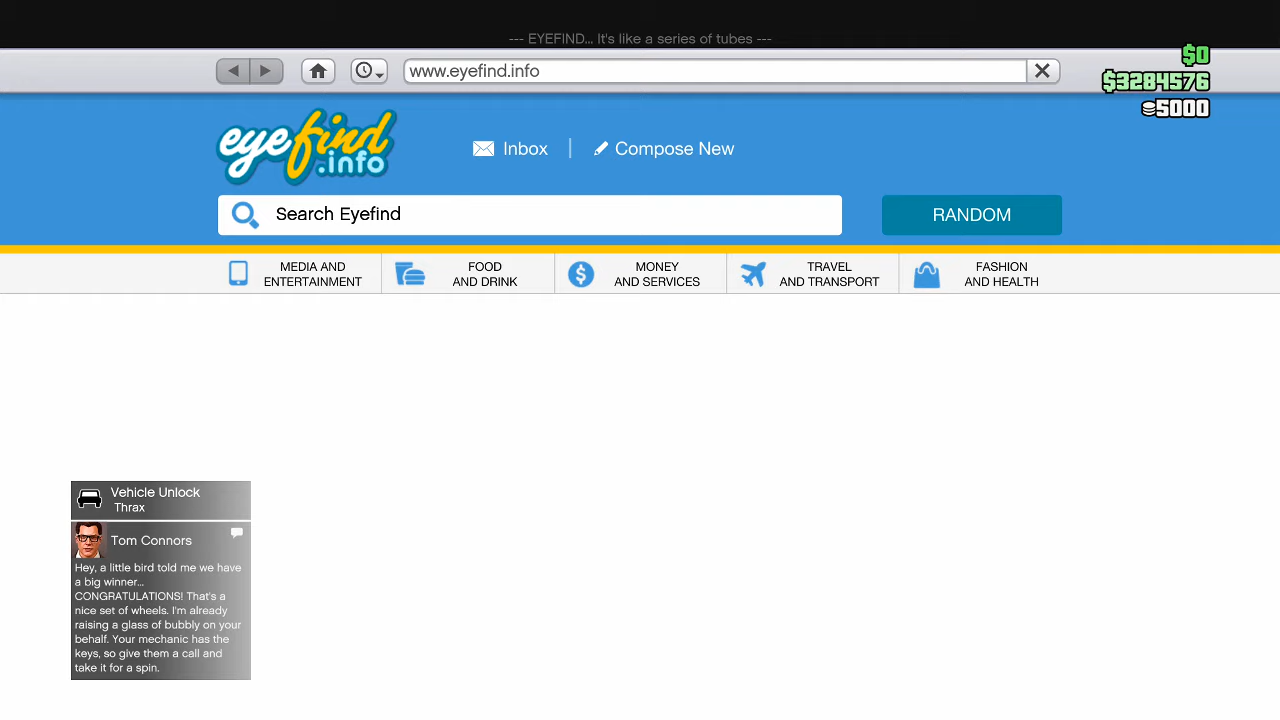 --- EYEFIND... It's like a series of tubes ---
www.eyefind.info
$0
$3284576
5000
eyefind
.info
Inbox
Compose New
Search Eyefind
RANDOM
MEDIA AND
ENTERTAINMENT
FOOD
AND DRINK
MONEY
AND SERVICES
TRAVEL
AND TRANSPORT
FASHION
AND HEALTH
Vehicle Unlock
Thrax
Tom Connors
Hey, a little bird told me we have
a big winner...
CONGRATULATIONS! That's a
nice set of wheels. I'm already
raising a glass of bubbly on your
behalf. Your mechanic has the
keys, so give them a call and
take it for a spin.